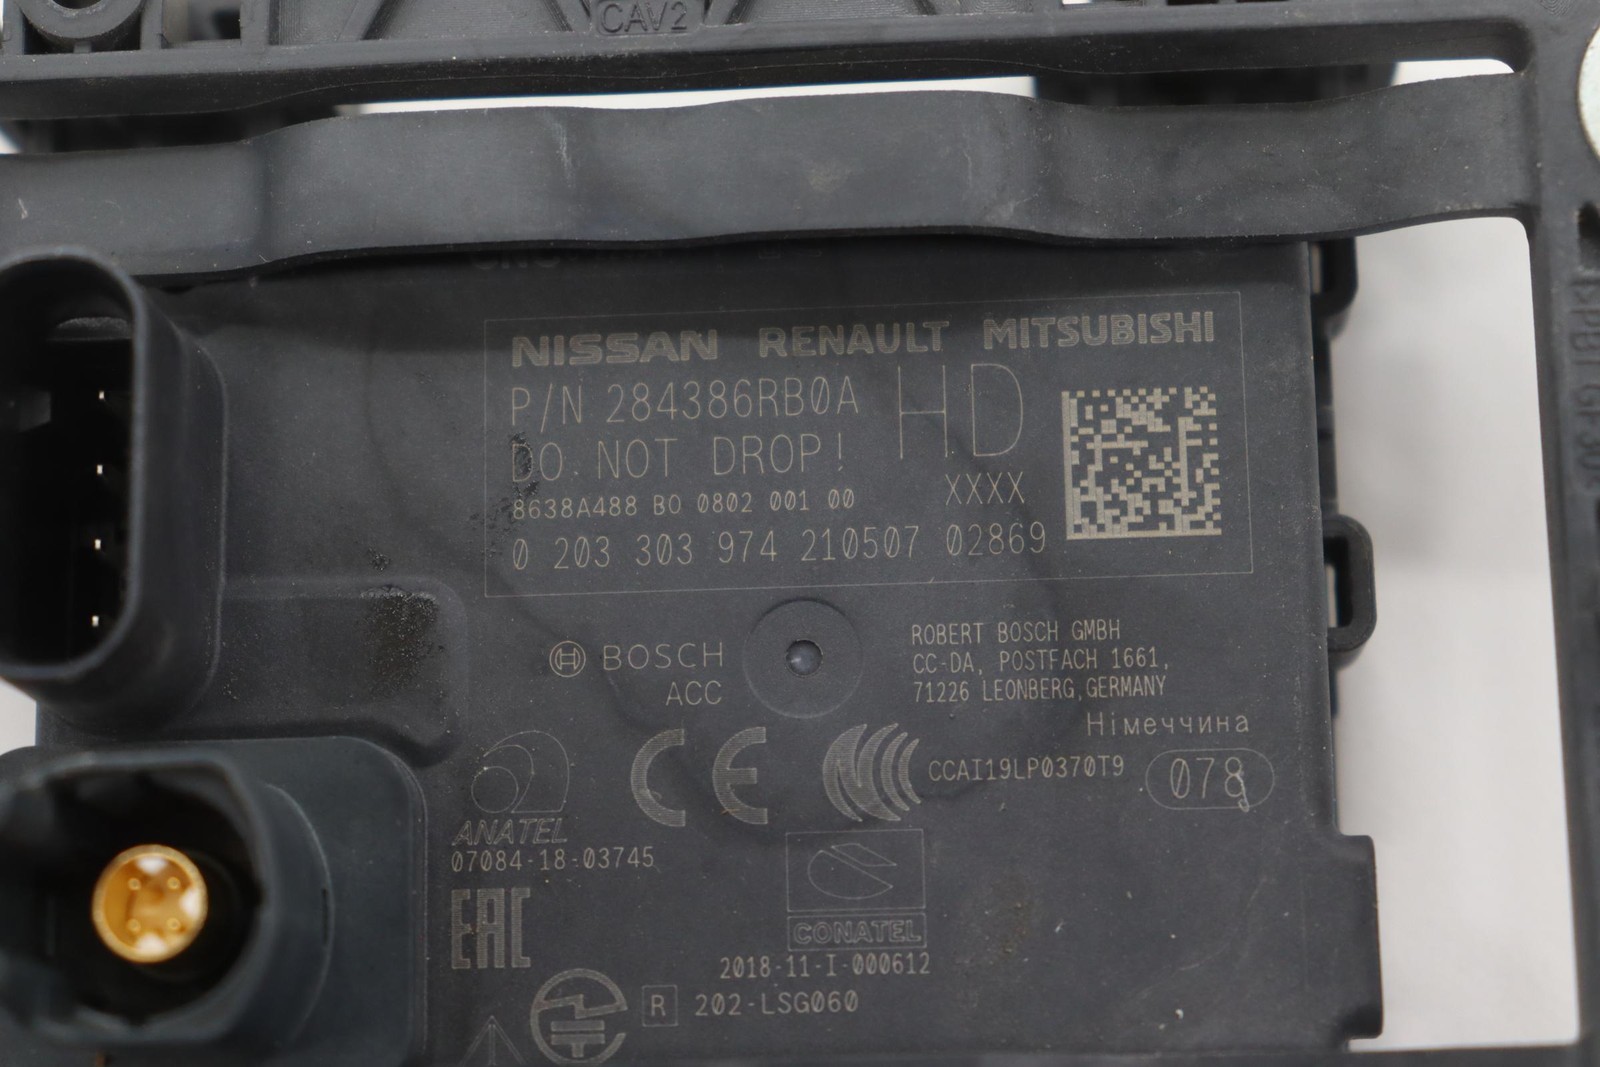 CAV2
NISSAN RENAULT MITSUBISHI
P/N 284386RB0A HD
DO NOT DROP!
8638A488 B0 0802 001 00 XXXX
0 203 303 974 210507 02869
BOSCH
ACC
ROBERT BOSCH GMBH
CC-DA, POSTFACH 1661,
71226 LEONBERG, GERMANY
Німеччина
CE
CCAI19LP0370T9
078
ANATEL
07084-18-03745
EAC
CONATEL
2018-11-I-000612
R 202-LSG060